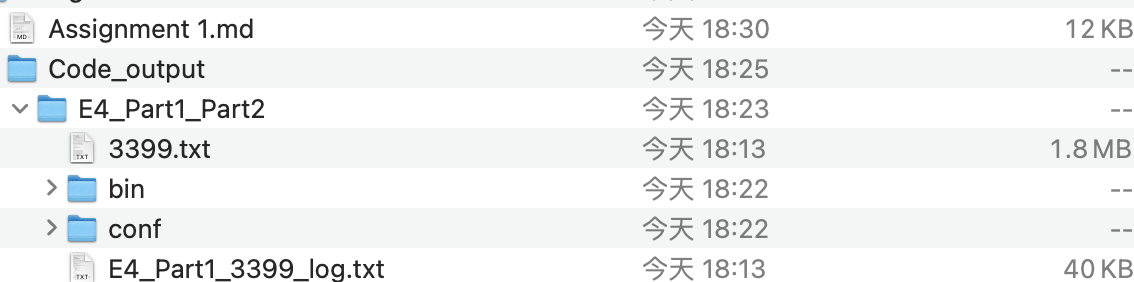 Assignment 1.md 今天 18:30 12 KB
Code_output 今天 18:25 --
E4_Part1_Part2 今天 18:23 --
3399.txt 今天 18:13 1.8 MB
bin 今天 18:22 --
conf 今天 18:22 --
E4_Part1_3399_log.txt 今天 18:13 40 KB